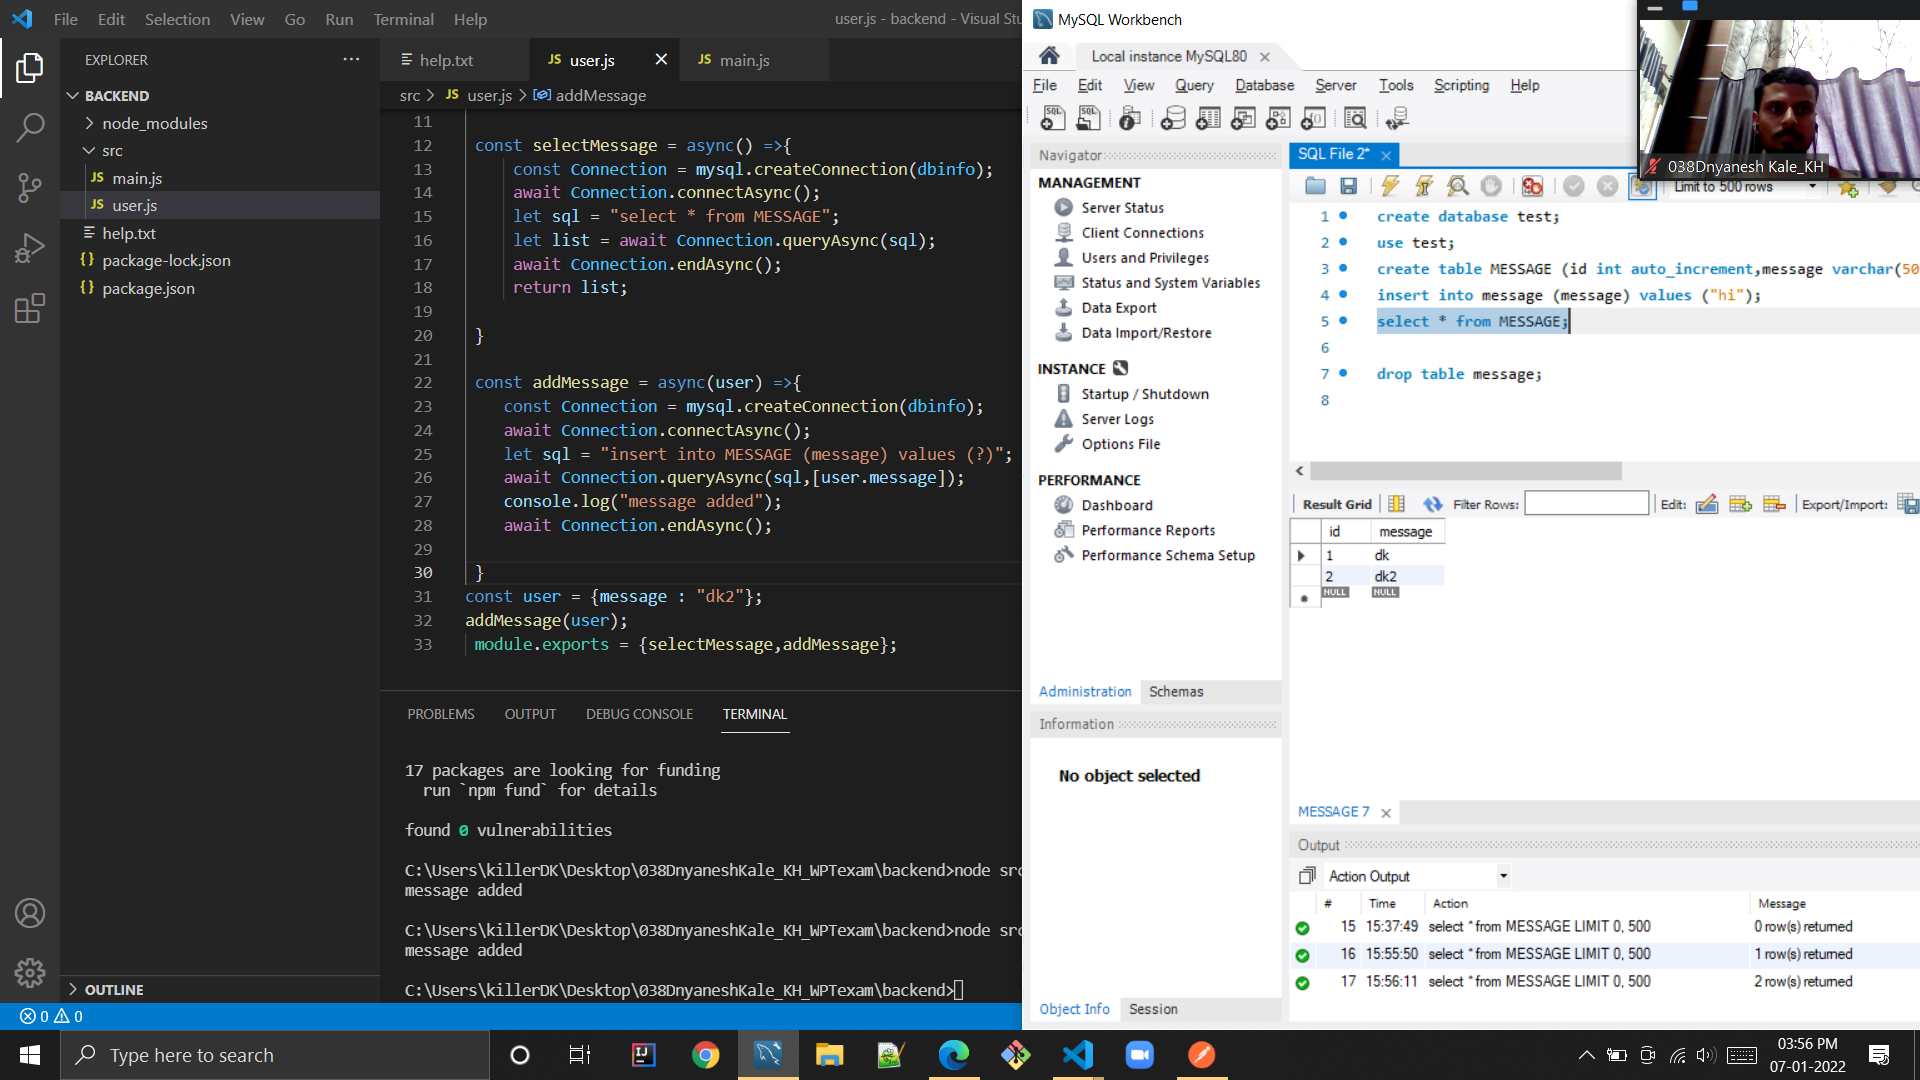 File Edit Selection View Go Run Terminal Help
user.js - backend - Visual Stu
EXPLORER
BACKEND
node_modules
src
JS main.js
JS user.js
help.txt
{} package-lock.json
{} package.json
OUTLINE
help.txt
JS user.js
JS main.js
src > JS user.js > addMessage
11
12 const selectMessage = async() =>{
13 const Connection = mysql.createConnection(dbinfo);
14 await Connection.connectAsync();
15 let sql = "select * from MESSAGE";
16 let list = await Connection.queryAsync(sql);
17 await Connection.endAsync();
18 return list;
19
20 }
21
22 const addMessage = async(user) =>{
23 const Connection = mysql.createConnection(dbinfo);
24 await Connection.connectAsync();
25 let sql = "insert into MESSAGE (message) values (?)";
26 await Connection.queryAsync(sql,[user.message]);
27 console.log("message added");
28 await Connection.endAsync();
29
30 }
31 const user = {message : "dk2"};
32 addMessage(user);
33 module.exports = {selectMessage,addMessage};
PROBLEMS OUTPUT DEBUG CONSOLE TERMINAL
17 packages are looking for funding
run `npm fund` for details
found 0 vulnerabilities
C:\Users\killerDK\Desktop\038DnyaneshKale_KH_WPTexam\backend>node src
message added
C:\Users\killerDK\Desktop\038DnyaneshKale_KH_WPTexam\backend>node src
message added
C:\Users\killerDK\Desktop\038DnyaneshKale_KH_WPTexam\backend>
0 0
MySQL Workbench
Local instance MySQL80
File Edit View Query Database Server Tools Scripting Help
Navigator
MANAGEMENT
Server Status
Client Connections
Users and Privileges
Status and System Variables
Data Export
Data Import/Restore
INSTANCE
Startup / Shutdown
Server Logs
Options File
PERFORMANCE
Dashboard
Performance Reports
Performance Schema Setup
Administration Schemas
Information
No object selected
Object Info Session
SQL File 2*
038Dnyanesh Kale_KH
Limit to 500 rows
1 create database test;
2 use test;
3 create table MESSAGE (id int auto_increment,message varchar(50
4 insert into message (message) values ("hi");
5 select * from MESSAGE;
6
7 drop table message;
8
Result Grid Filter Rows: Edit: Export/Import:
id message
1 dk
2 dk2
NULL NULL
MESSAGE 7
Output
Action Output
# Time Action Message
15 15:37:49 select * from MESSAGE LIMIT 0, 500 0 row(s) returned
16 15:55:50 select * from MESSAGE LIMIT 0, 500 1 row(s) returned
17 15:56:11 select * from MESSAGE LIMIT 0, 500 2 row(s) returned
Type here to search
03:56 PM
07-01-2022